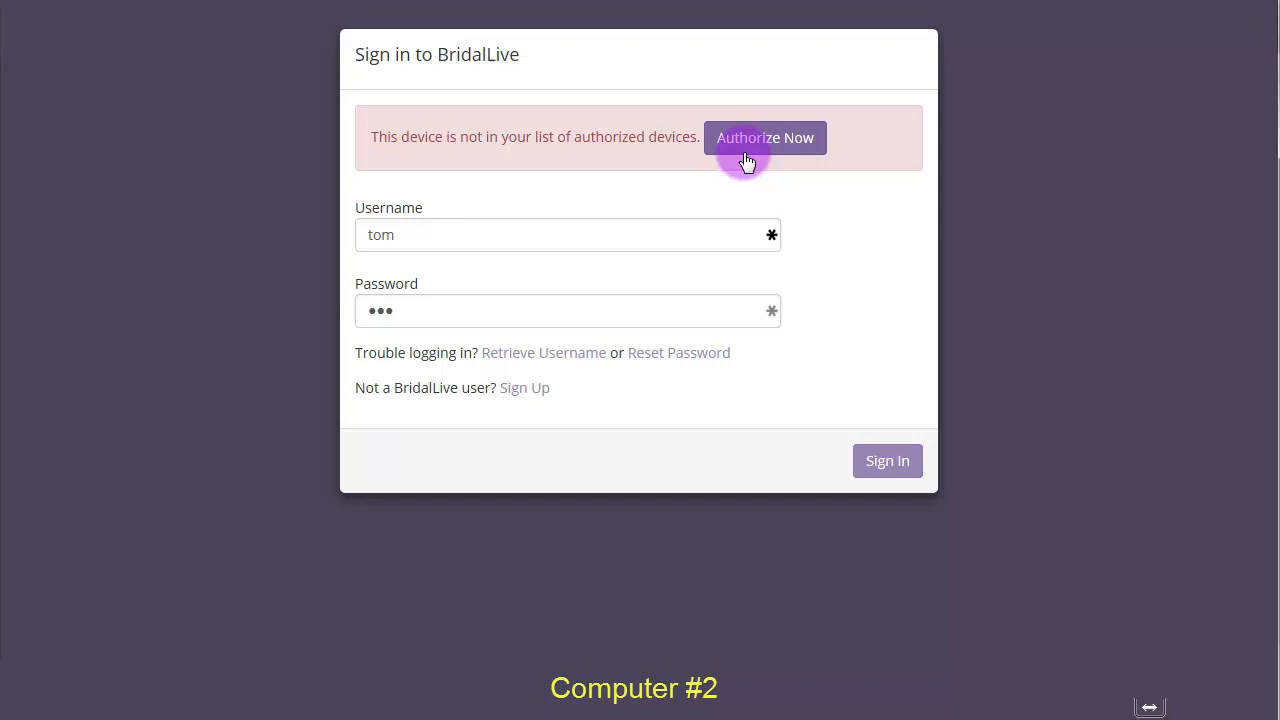 Sign in to BridalLive
This device is not in your list of authorized devices. Authorize Now
Username
tom
Password
Trouble logging in? Retrieve Username or Reset Password
Not a BridalLive user? Sign Up
Sign In
Computer #2